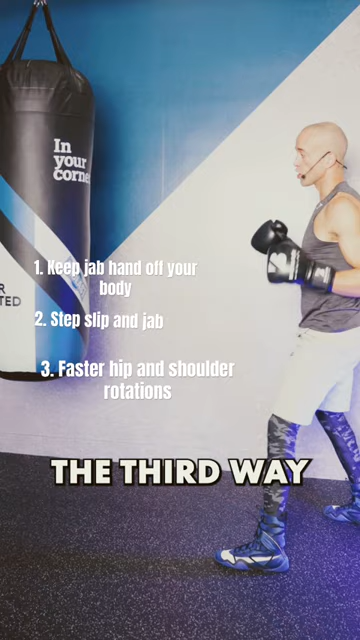 In
your
corne
R
TED
1. Keep jab hand off your
body
2. Step slip and jab
3. Faster hip and shoulder
rotations
THE THIRD WAY